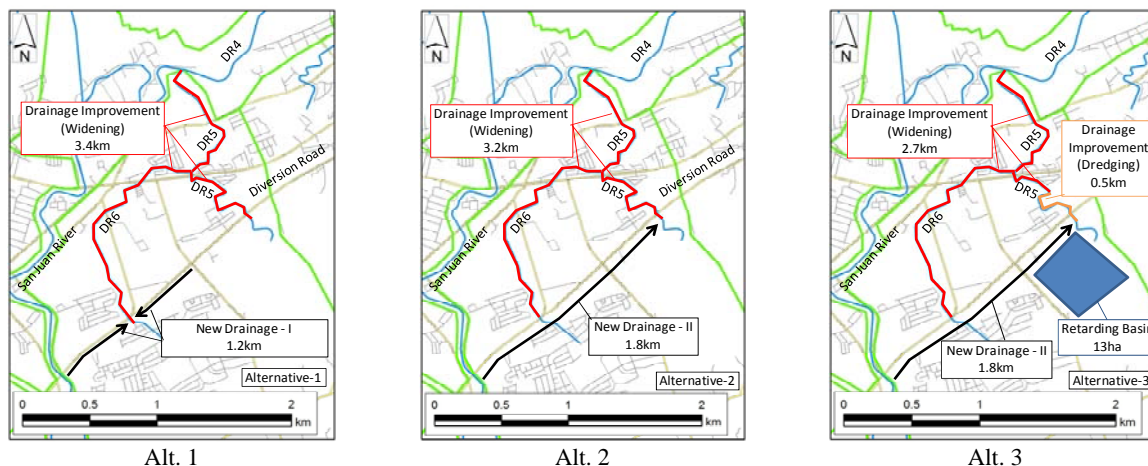 N
DR4
Drainage Improvement
(Widening)
3.4km
DR5
Diversion Road
DR5
DR6
San Juan River
New Drainage - I
1.2km
Alternative-1
0 0.5 1 2
km
Alt. 1
N
DR4
Drainage Improvement
(Widening)
3.2km
DR5
Diversion Road
DR5
DR6
San Juan River
New Drainage - II
1.8km
Alternative-2
0 0.5 1 2
km
Alt. 2
N
DR4
Drainage Improvement
(Widening)
2.7km
DR5
Drainage
Improvement
(Dredging)
0.5km
Diversion Road
DR5
DR6
San Juan River
Retarding Basin
13ha
New Drainage - II
1.8km
Alternative-3
0 0.5 1 2
km
Alt. 3